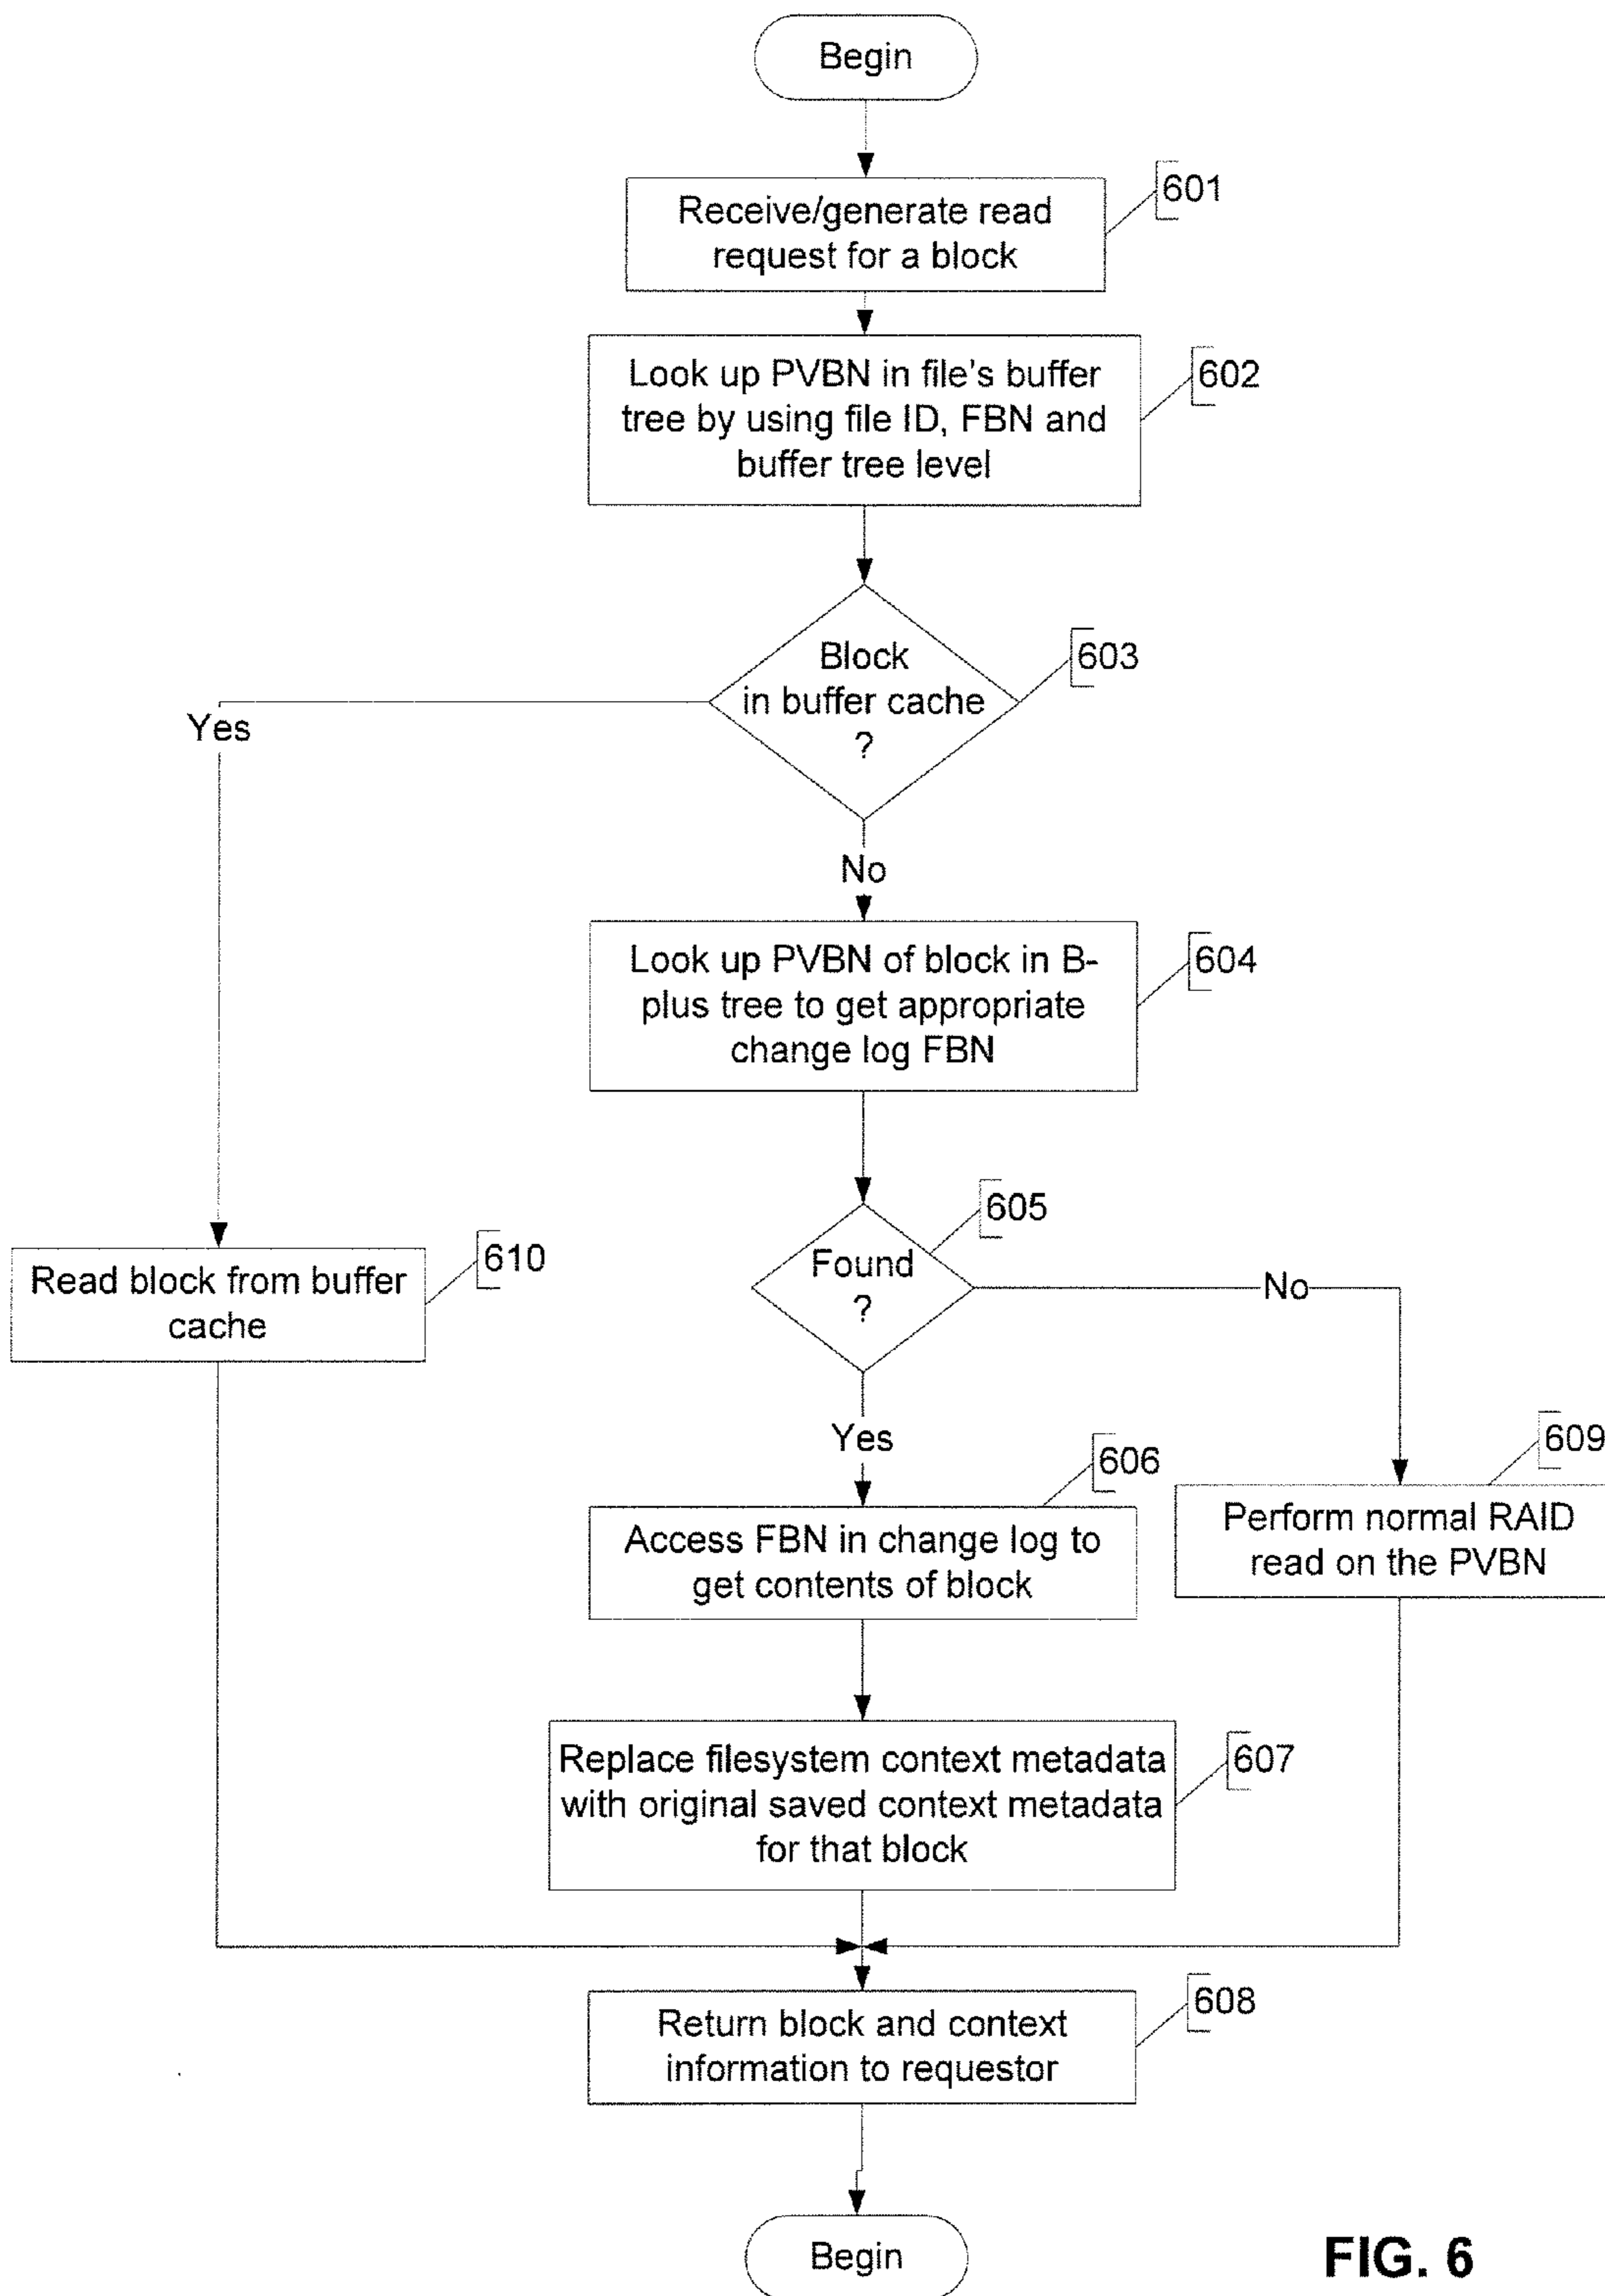 Begin
601
Receive/generate read
request for a block
602
Look up PVBN in file's buffer
tree by using file ID, FBN and
buffer tree level
603
Block
in buffer cache
?
Yes
No
604
Look up PVBN of block in B-
plus tree to get appropriate
change log FBN
605
Found
?
No
610
Read block from buffer
cache
Yes
606
609
Access FBN in change log to
get contents of block
Perform normal RAID
read on the PVBN
607
Replace filesystem context metadata
with original saved context metadata
for that block
608
Return block and context
information to requestor
Begin
FIG. 6